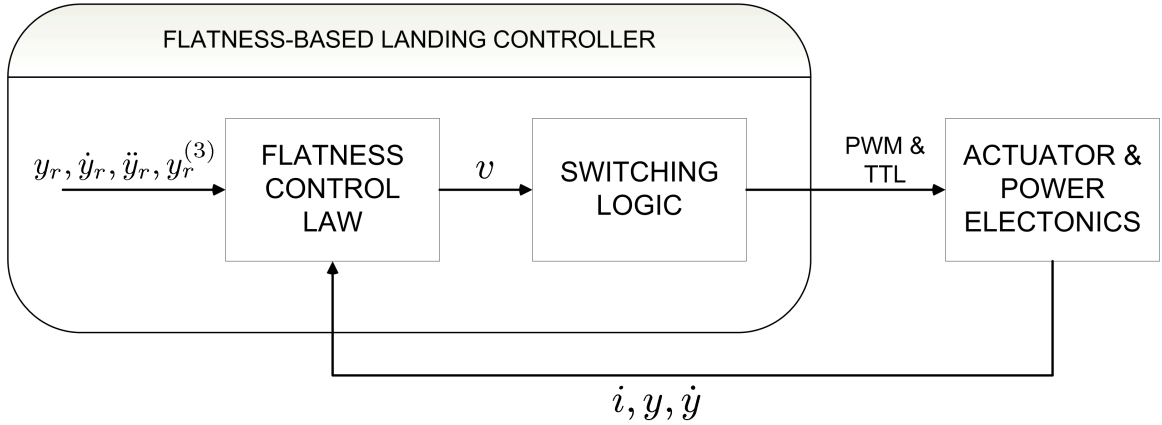 FLATNESS-BASED LANDING CONTROLLER
y_r, ẏ_r, ÿ_r, y_r^{(3)}
FLATNESS
CONTROL
LAW
v
SWITCHING
LOGIC
PWM &
TTL
ACTUATOR &
POWER
ELECTONICS
i, y, ẏ